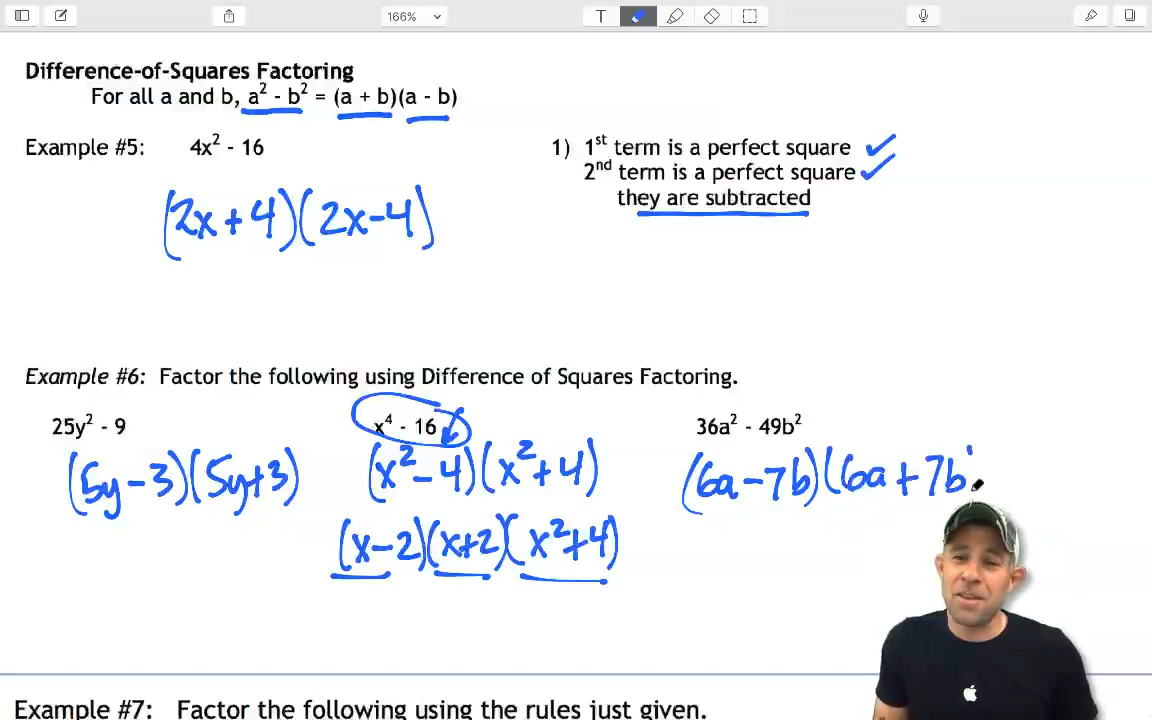 166%
T
Difference-of-Squares Factoring
For all a and b, a² - b² = (a + b)(a - b)
Example #5: 4x² - 16
1) 1st term is a perfect square
2nd term is a perfect square
they are subtracted
(2x+4)(2x-4)
Example #6: Factor the following using Difference of Squares Factoring.
25y² - 9 x⁴ - 16 36a² - 49b²
(5y-3)(5y+3) (x²-4)(x²+4) (6a-7b)(6a+7b
(x-2)(x+2)(x²+4)
Example #7: Factor the following using the rules just given.